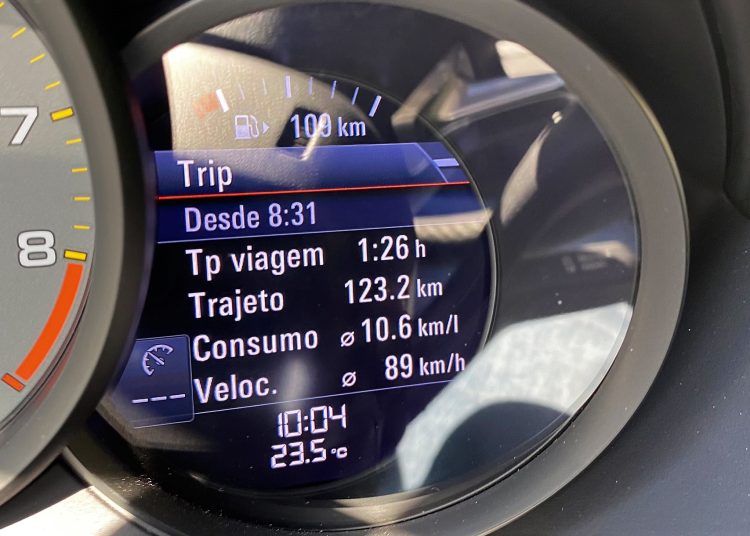 7
8
109 km
Trip
Desde 8:31
Tp viagem 1:26 h
Trajeto 123.2 km
Consumo ⌀ 10.6 km/l
Veloc. ⌀ 89 km/h
---
10:04
23.5 °C